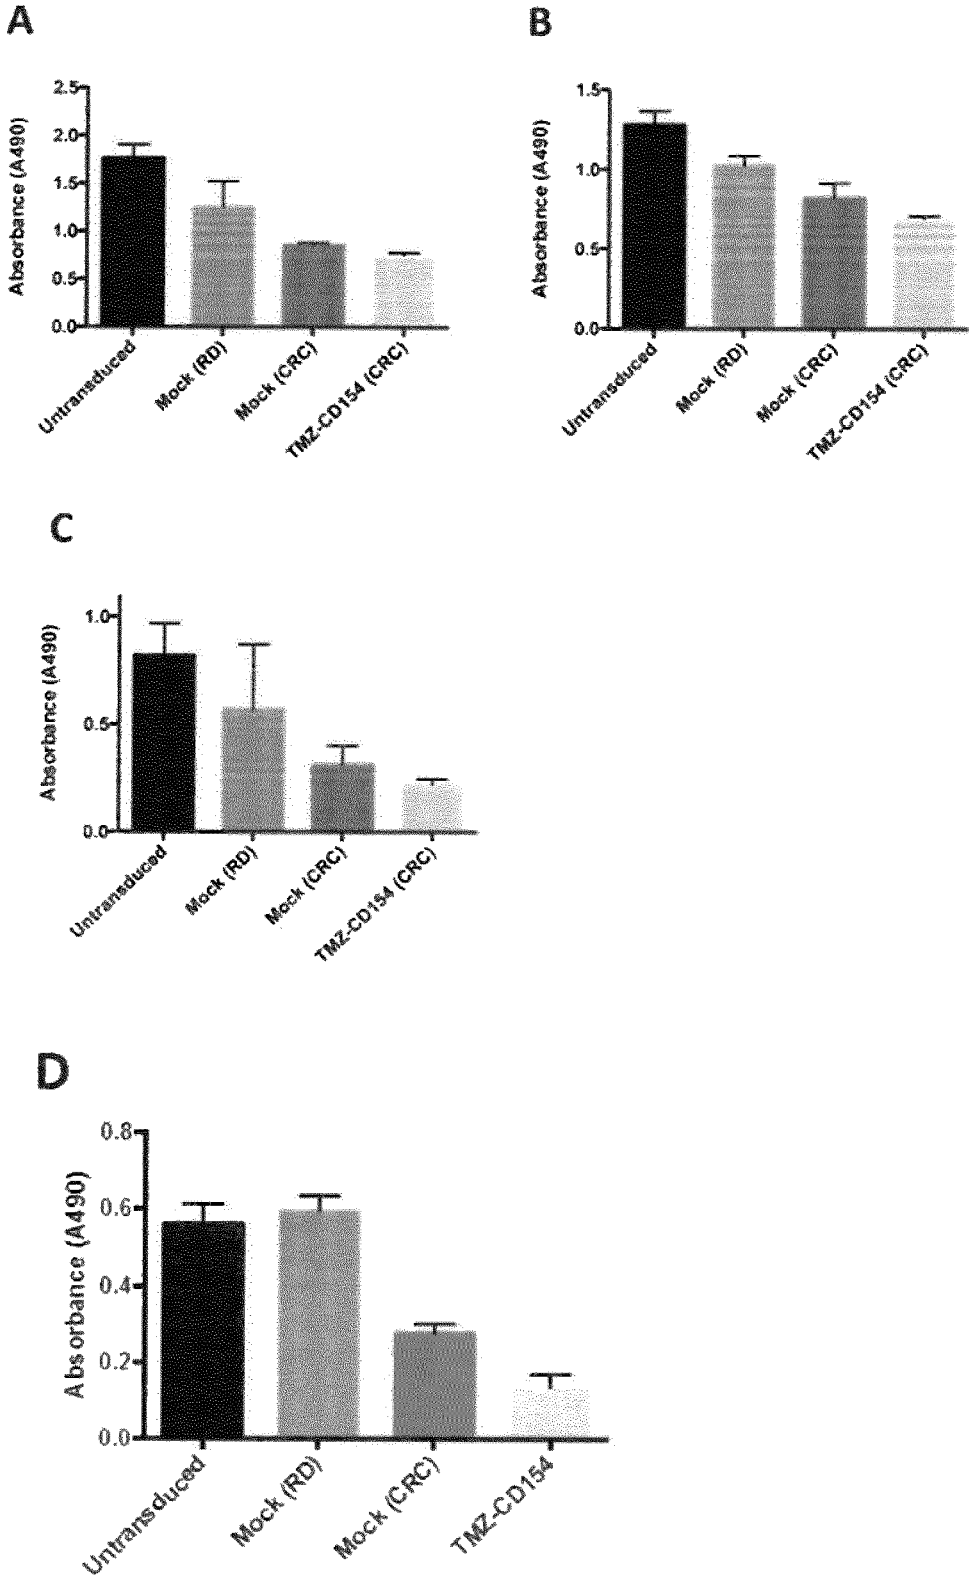 A
Absorbance (A490)
2.5
2.0
1.5
1.0
0.5
0.0
Untransduced
Mock (RD)
Mock (CRC)
TMZ-CD154 (CRC)
B
Absorbance (A490)
1.5
1.0
0.5
0.0
Untransduced
Mock (RD)
Mock (CRC)
TMZ-CD154 (CRC)
C
Absorbance (A490)
1.0
0.5
0.0
Untransduced
Mock (RD)
Mock (CRC)
TMZ-CD154 (CRC)
D
Absorbance (A490)
0.8
0.6
0.4
0.2
0.0
Untransduced
Mock (RD)
Mock (CRC)
TMZ-CD154